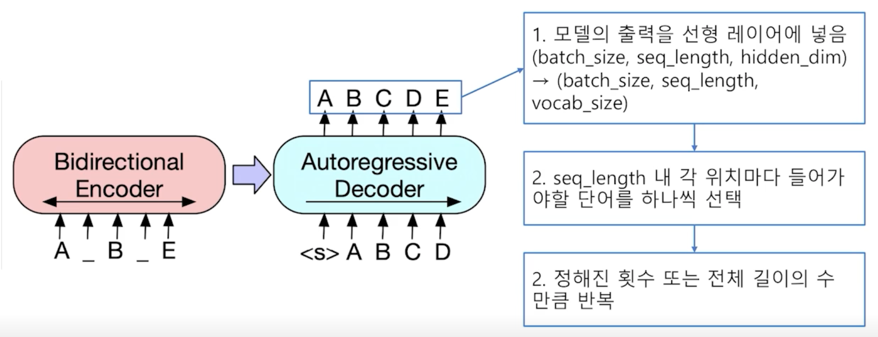 A B C D E
Bidirectional
Encoder
Autoregressive
Decoder
A _ B _ E
<s> A B C D
1. 모델의 출력을 선형 레이어에 넣음
(batch_size, seq_length, hidden_dim)
→ (batch_size, seq_length,
vocab_size)
2. seq_length 내 각 위치마다 들어가
야할 단어를 하나씩 선택
2. 정해진 횟수 또는 전체 길이의 수
만큼 반복